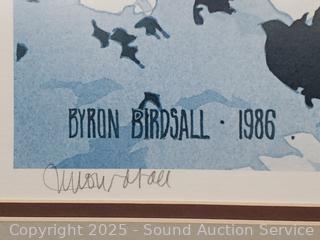 BYRON BIRDSALL · 1986
Copyright 2025 - Sound Auction Service